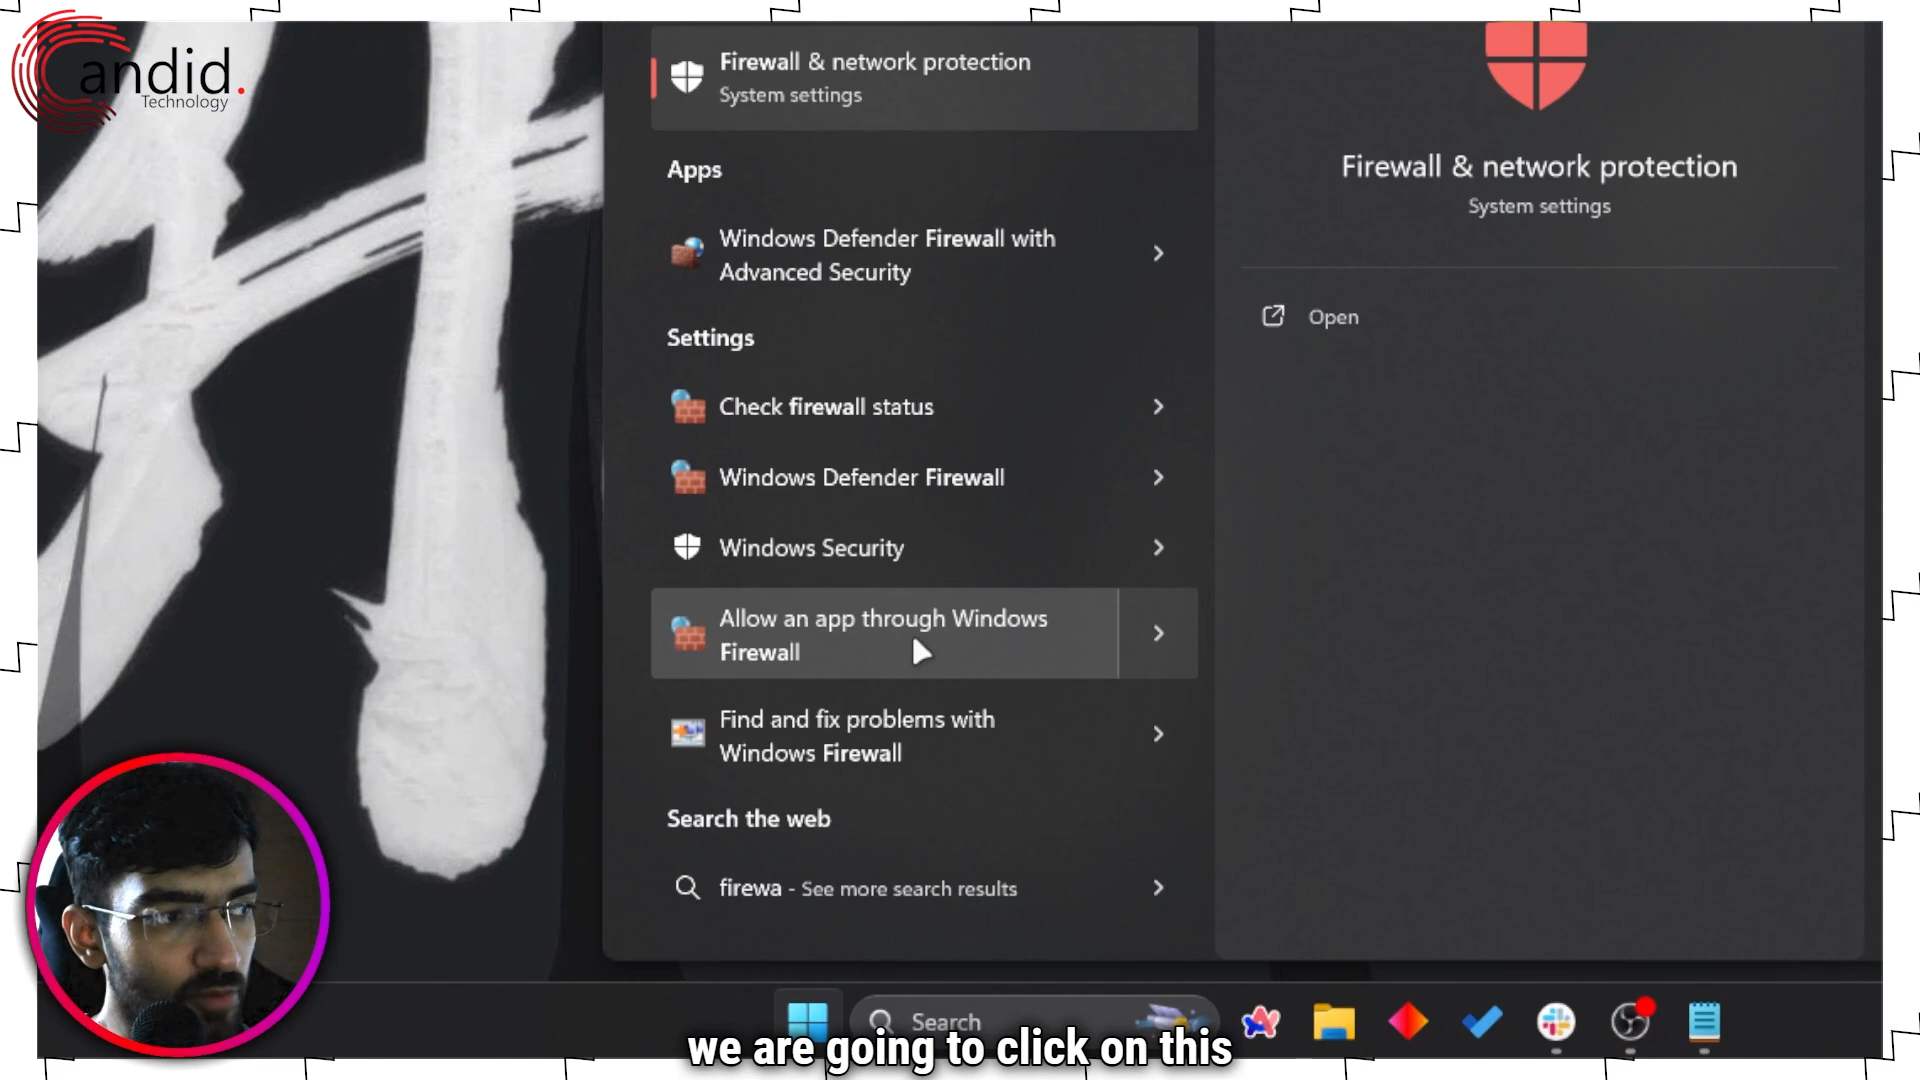 Candid.
Technology
Firewall & network protection
System settings
Apps
Windows Defender Firewall with
Advanced Security
Settings
Check firewall status
Windows Defender Firewall
Windows Security
Allow an app through Windows
Firewall
Find and fix problems with
Windows Firewall
Search the web
firewa - See more search results
Firewall & network protection
System settings
Open
Search
we are going to click on this